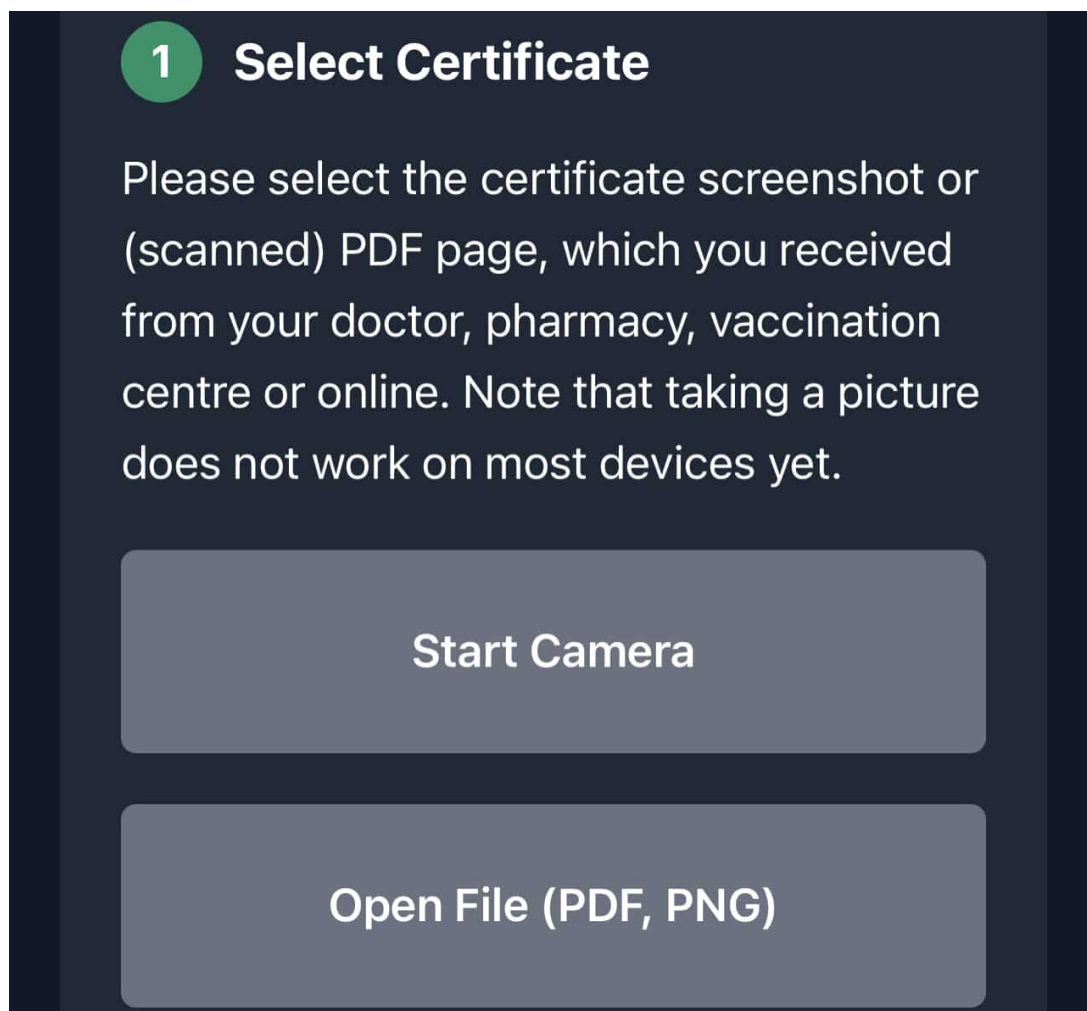 1 Select Certificate
Please select the certificate screenshot or
(scanned) PDF page, which you received
from your doctor, pharmacy, vaccination
centre or online. Note that taking a picture
does not work on most devices yet.
Start Camera
Open File (PDF, PNG)